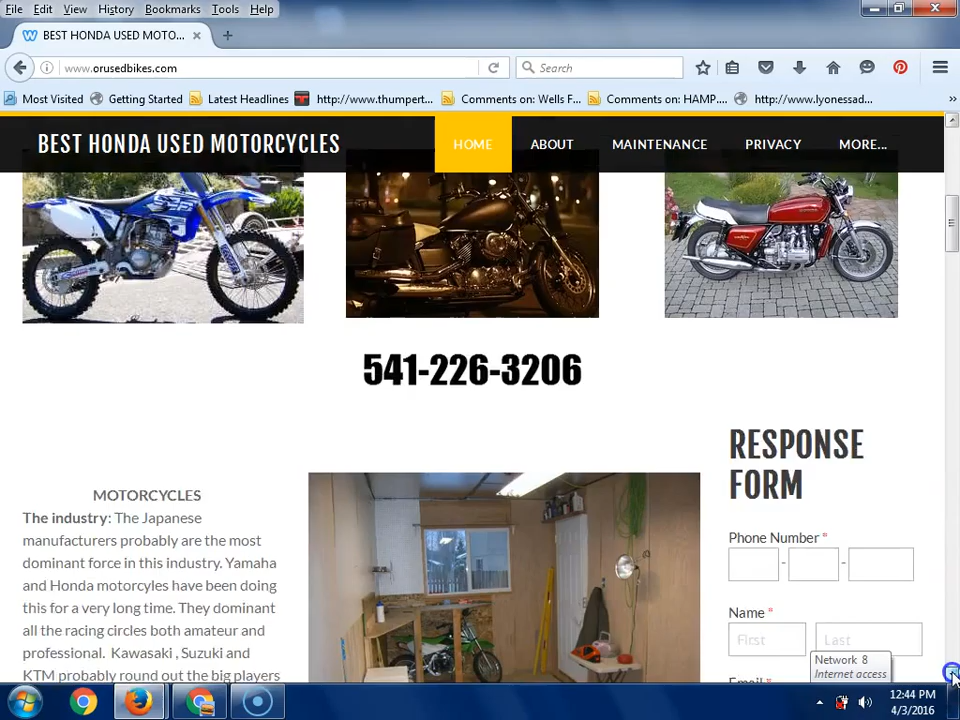 File Edit View History Bookmarks Tools Help
BEST HONDA USED MOTO... × +
www.orusedbikes.com
Search
Most Visited Getting Started Latest Headlines http://www.thumpert... Comments on: Wells F... Comments on: HAMP.... http://www.lyonessad... »
BEST HONDA USED MOTORCYCLES HOME ABOUT MAINTENANCE PRIVACY MORE...
541-226-3206
MOTORCYCLES
The industry: The Japanese
manufacturers probably are the most
dominant force in this industry. Yamaha
and Honda motorcyles have been doing
this for a very long time. They dominant
all the racing circles both amateur and
professional. Kawasaki , Suzuki and
KTM probably round out the big players
RESPONSE
FORM
Phone Number *
- -
Name *
First Last
Email *
Network 8
Internet access
12:44 PM
4/3/2016